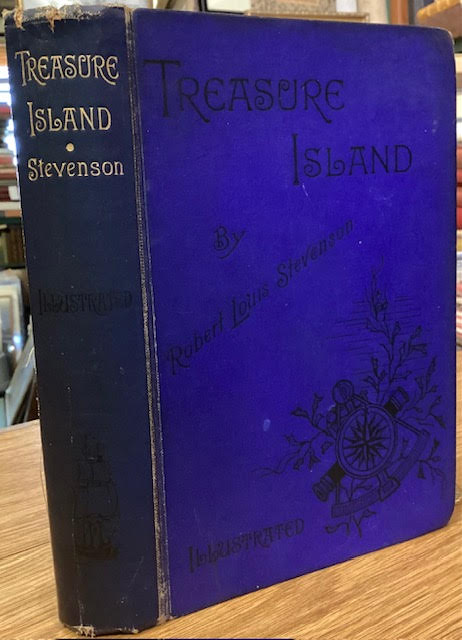 TREASURE
ISLAND
Stevenson
ILLUSTRATED
TREASURE
ISLAND
By
Robert Louis Stevenson
ILLUSTRATED